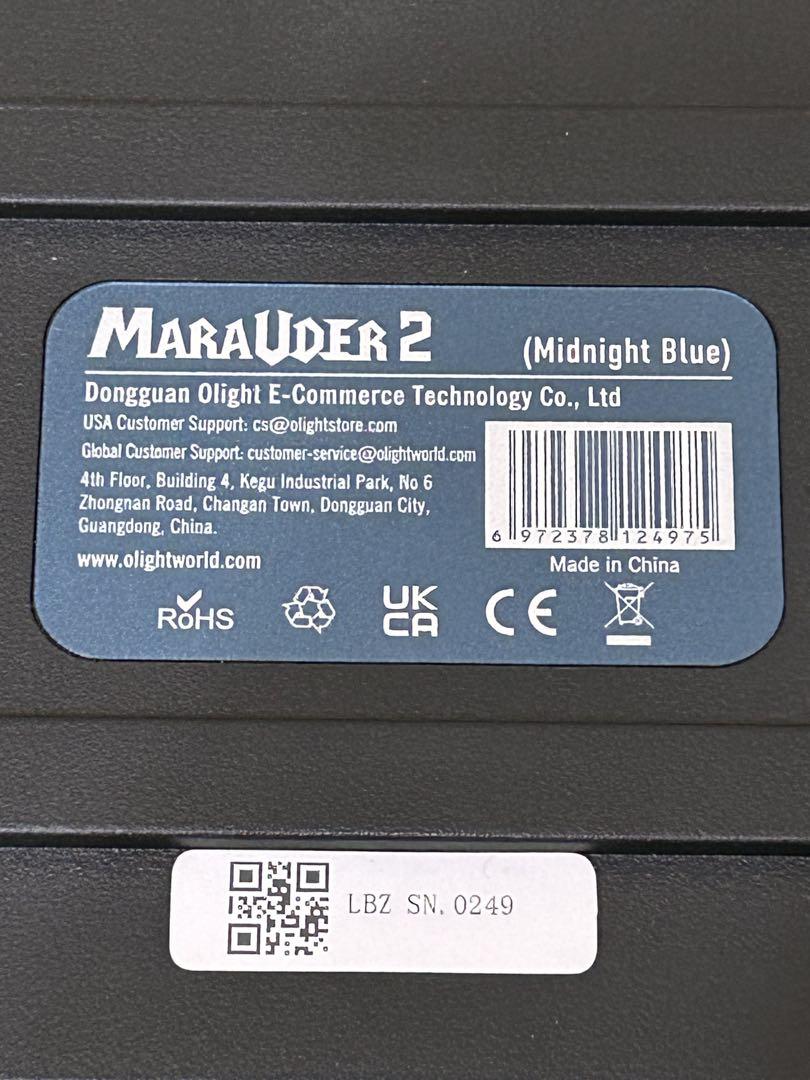 MARAUDER 2
(Midnight Blue)
Dongguan Olight E-Commerce Technology Co., Ltd
USA Customer Support: cs@olightstore.com
Global Customer Support: customer-service@olightworld.com
4th Floor, Building 4, Kegu Industrial Park, No 6
Zhongnan Road, Changan Town, Dongguan City,
Guangdong, China.
www.olightworld.com
6 972378 124975
Made in China
RoHS
UK
CA
CE
LBZ SN. 0249